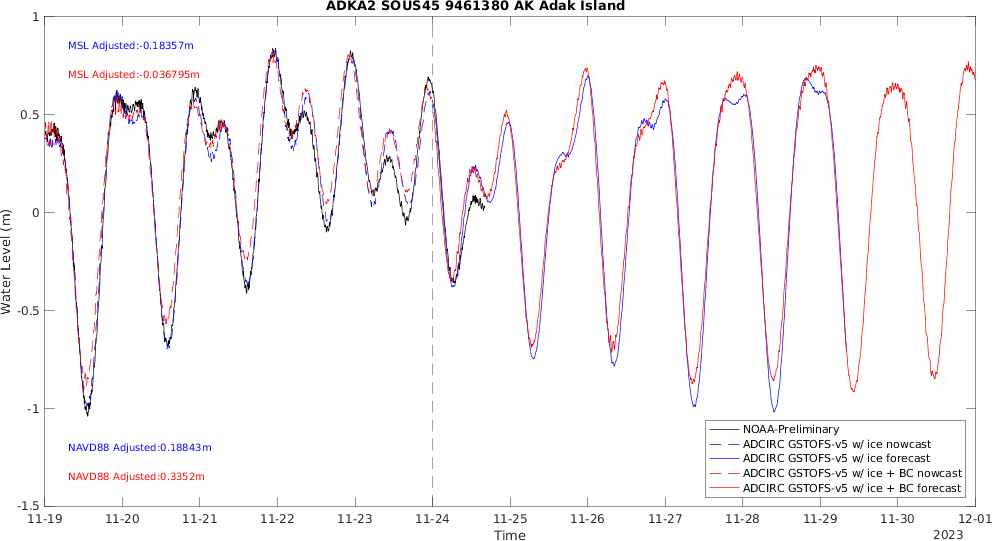 ADKA2 SOUS45 9461380 AK Adak Island
MSL Adjusted:-0.18357m
MSL Adjusted:-0.036795m
1
0.5
0
-0.5
-1
-1.5
Water Level (m)
NAVD88 Adjusted:0.18843m
NAVD88 Adjusted:0.3352m
NOAA-Preliminary
ADCIRC GSTOFS-v5 w/ ice nowcast
ADCIRC GSTOFS-v5 w/ ice forecast
ADCIRC GSTOFS-v5 w/ ice + BC nowcast
ADCIRC GSTOFS-v5 w/ ice + BC forecast
11-19 11-20 11-21 11-22 11-23 11-24 11-25 11-26 11-27 11-28 11-29 11-30 12-01
Time
2023